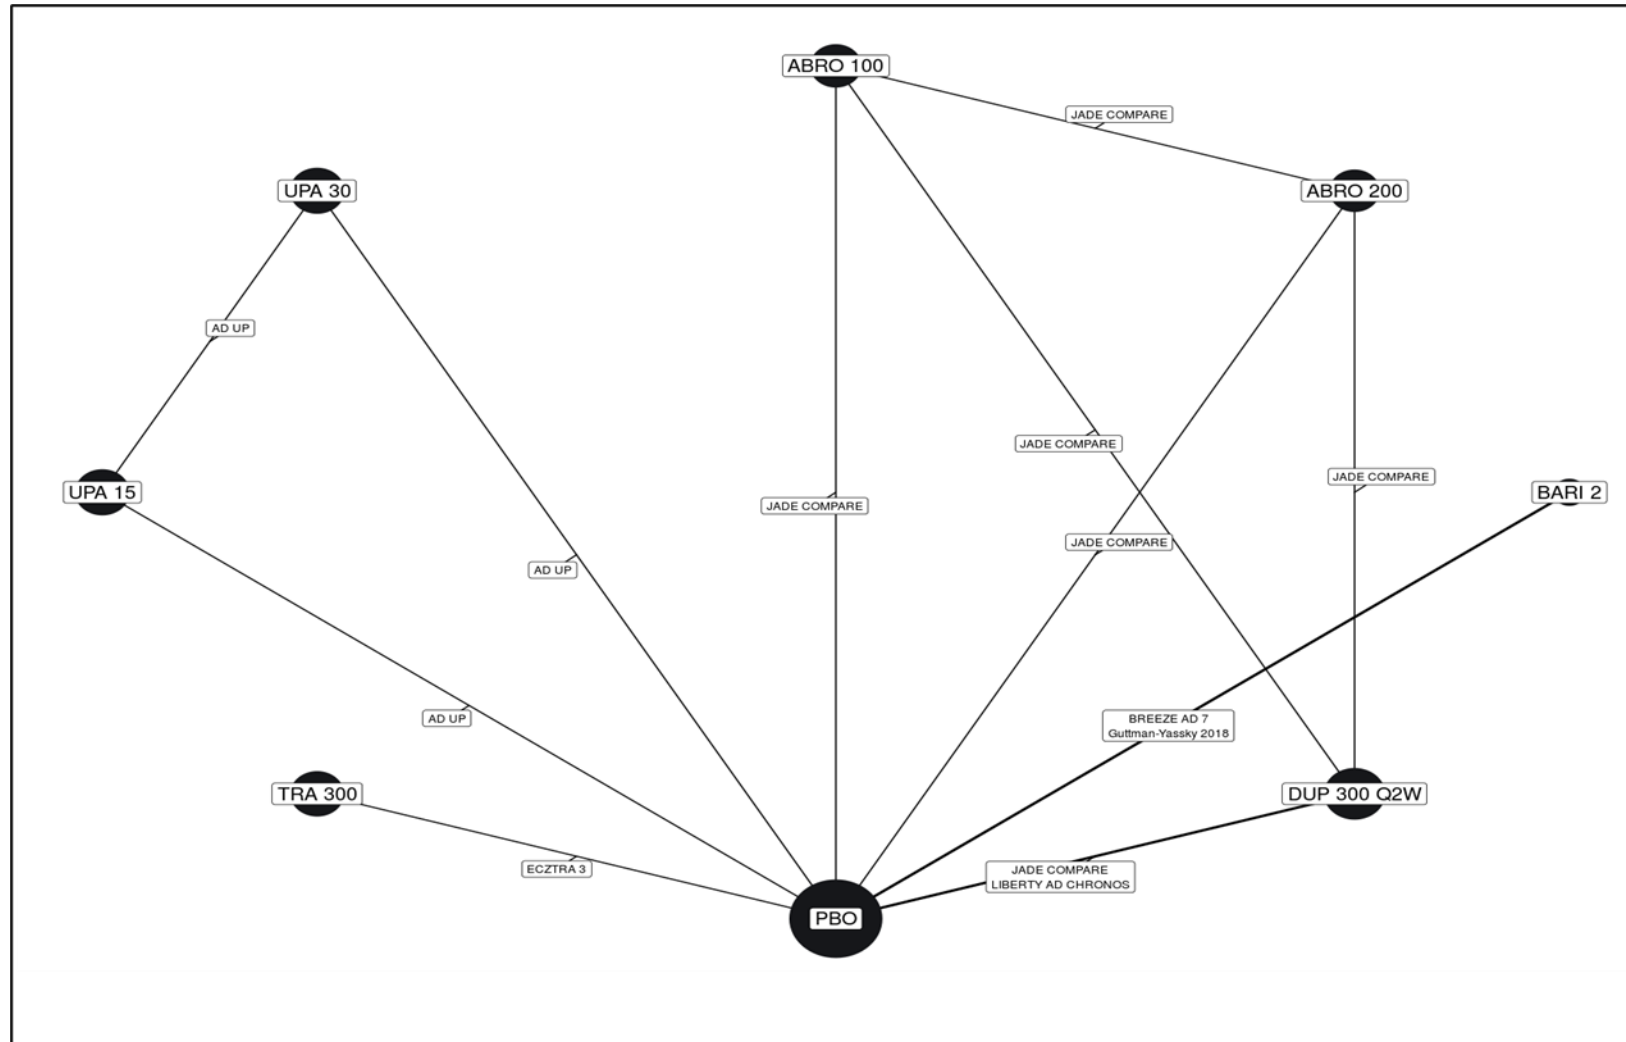 ABRO 100
JADE COMPARE
UPA 30
ABRO 200
AD UP
JADE COMPARE
JADE COMPARE
UPA 15
JADE COMPARE
BARI 2
JADE COMPARE
AD UP
AD UP
BREEZE AD 7
Guttman-Yassky 2018
TRA 300
DUP 300 Q2W
ECZTRA 3
JADE COMPARE
LIBERTY AD CHRONOS
PBO